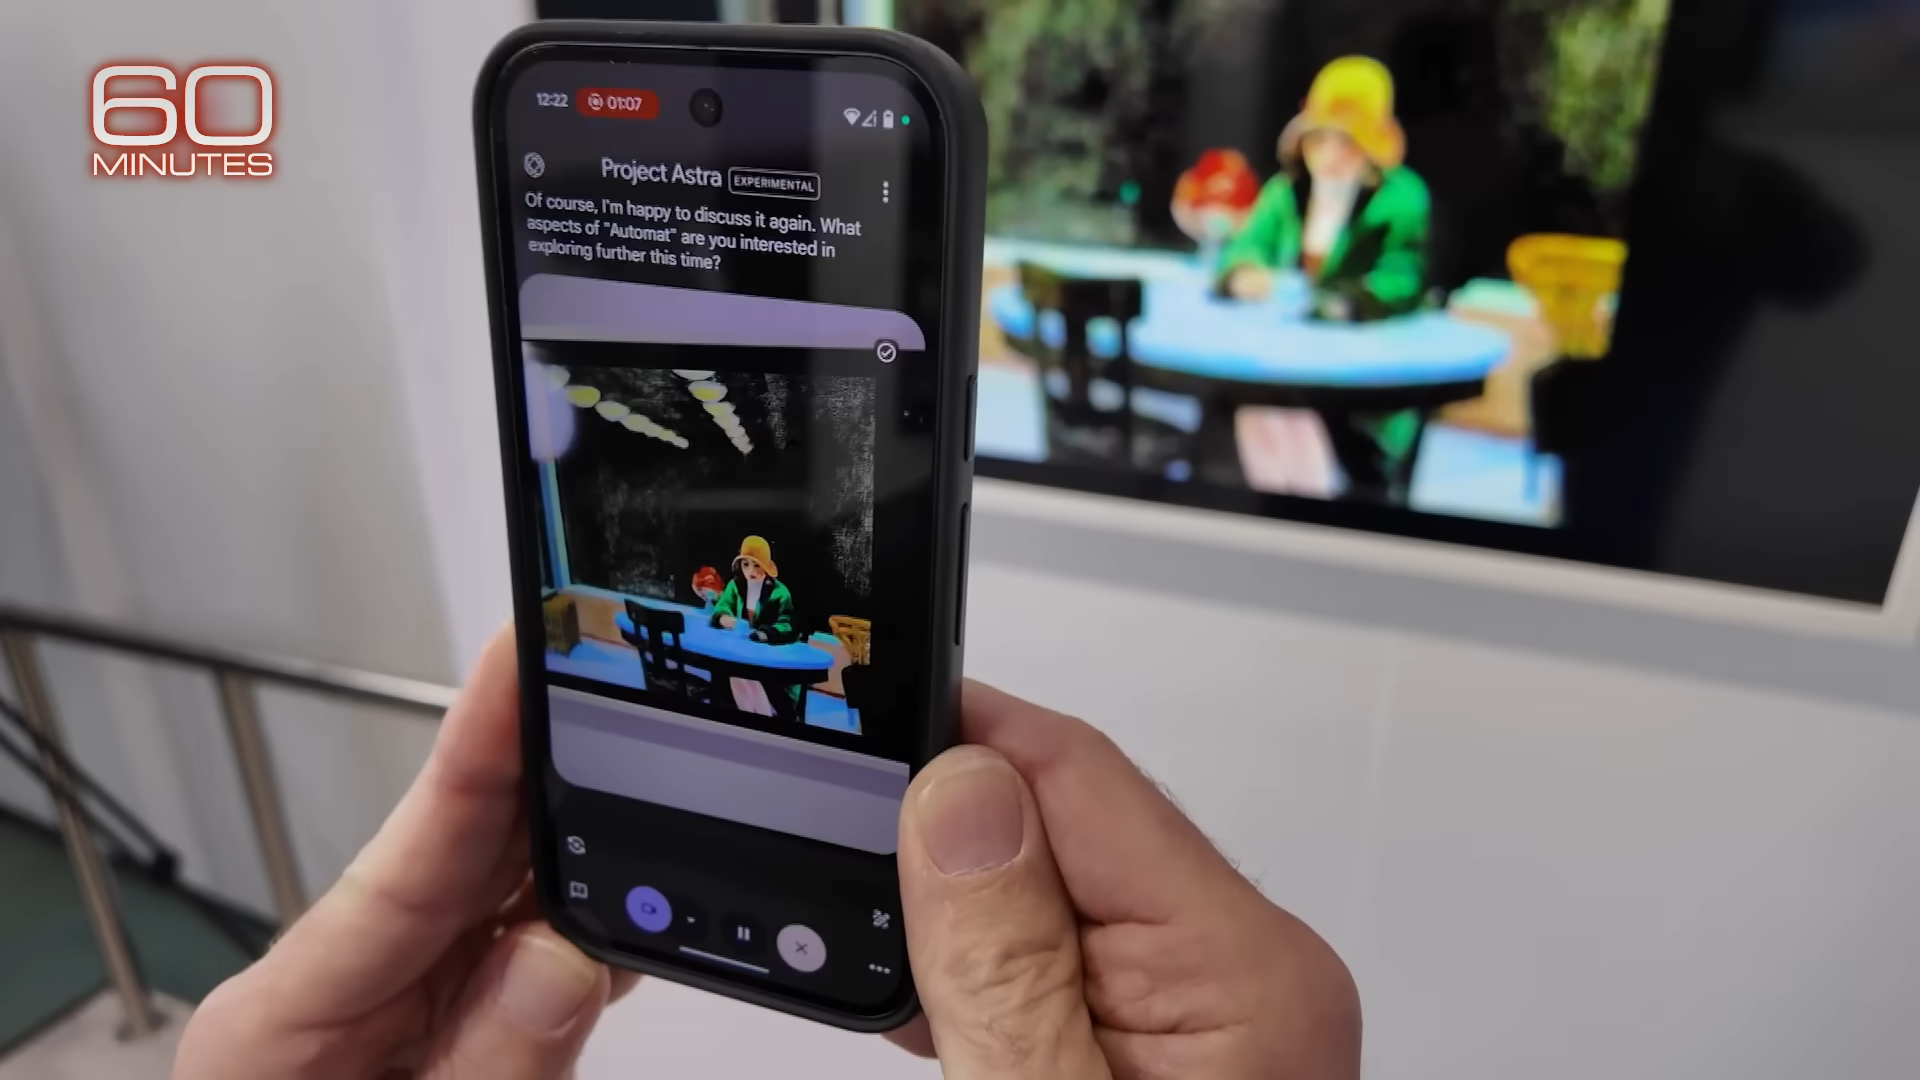 60
MINUTES
12:22
01:07
Project Astra
EXPERIMENTAL
Of course, I'm happy to discuss it again. What
aspects of "Automat" are you interested in
exploring further this time?